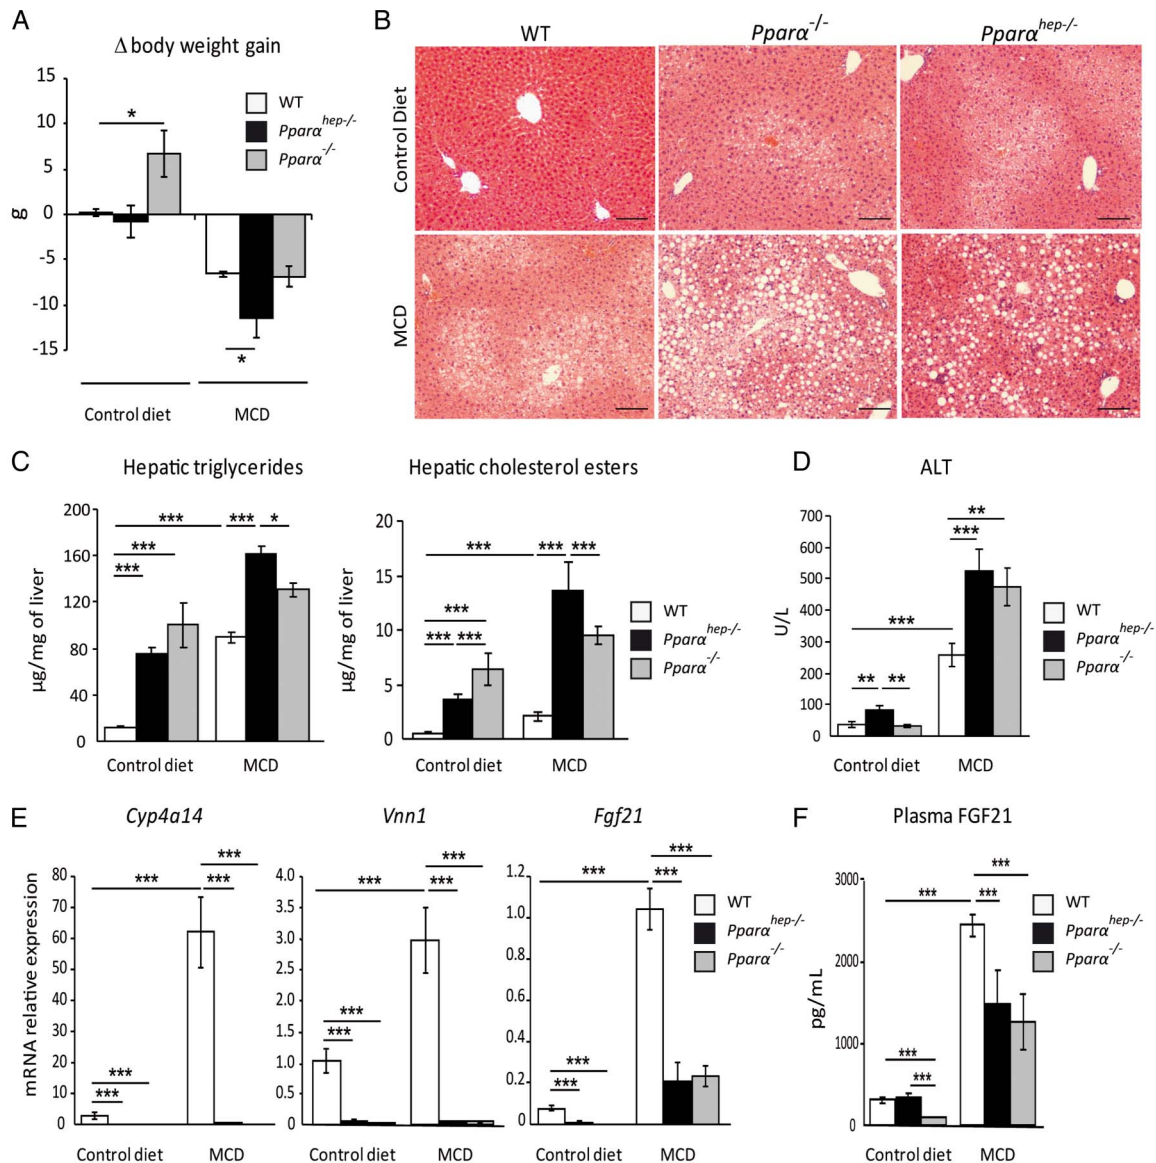 A
Δ body weight gain
15
10
5
0
-5
-10
-15
g
*
*
WT
Pparα hep-/-
Pparα -/-
Control diet
MCD
B
WT
Pparα -/-
Pparα hep-/-
Control Diet
MCD
C
Hepatic triglycerides
200
160
120
80
40
0
μg/mg of liver
***
***
*
***
***
Control diet
MCD
Hepatic cholesterol esters
20
15
10
5
0
μg/mg of liver
***
***
***
***
***
***
Control diet
MCD
WT
Pparα hep-/-
Pparα -/-
D
ALT
700
600
500
400
300
200
100
0
U/L
**
***
***
**
**
Control diet
MCD
WT
Pparα hep-/-
Pparα -/-
E
Cyp4a14
80
70
60
50
40
30
20
10
0
mRNA relative expression
***
***
***
***
***
Control diet
MCD
Vnn1
4.0
3.5
3.0
2.5
2.0
1.5
1.0
0.5
0
***
***
***
***
***
Control diet
MCD
Fgf21
1.2
1.0
0.8
0.6
0.4
0.2
0
***
***
***
***
***
Control diet
MCD
WT
Pparα hep-/-
Pparα -/-
F
Plasma FGF21
3000
2000
1000
0
pg/mL
***
***
***
***
***
Control diet
MCD
WT
Pparα hep-/-
Pparα -/-